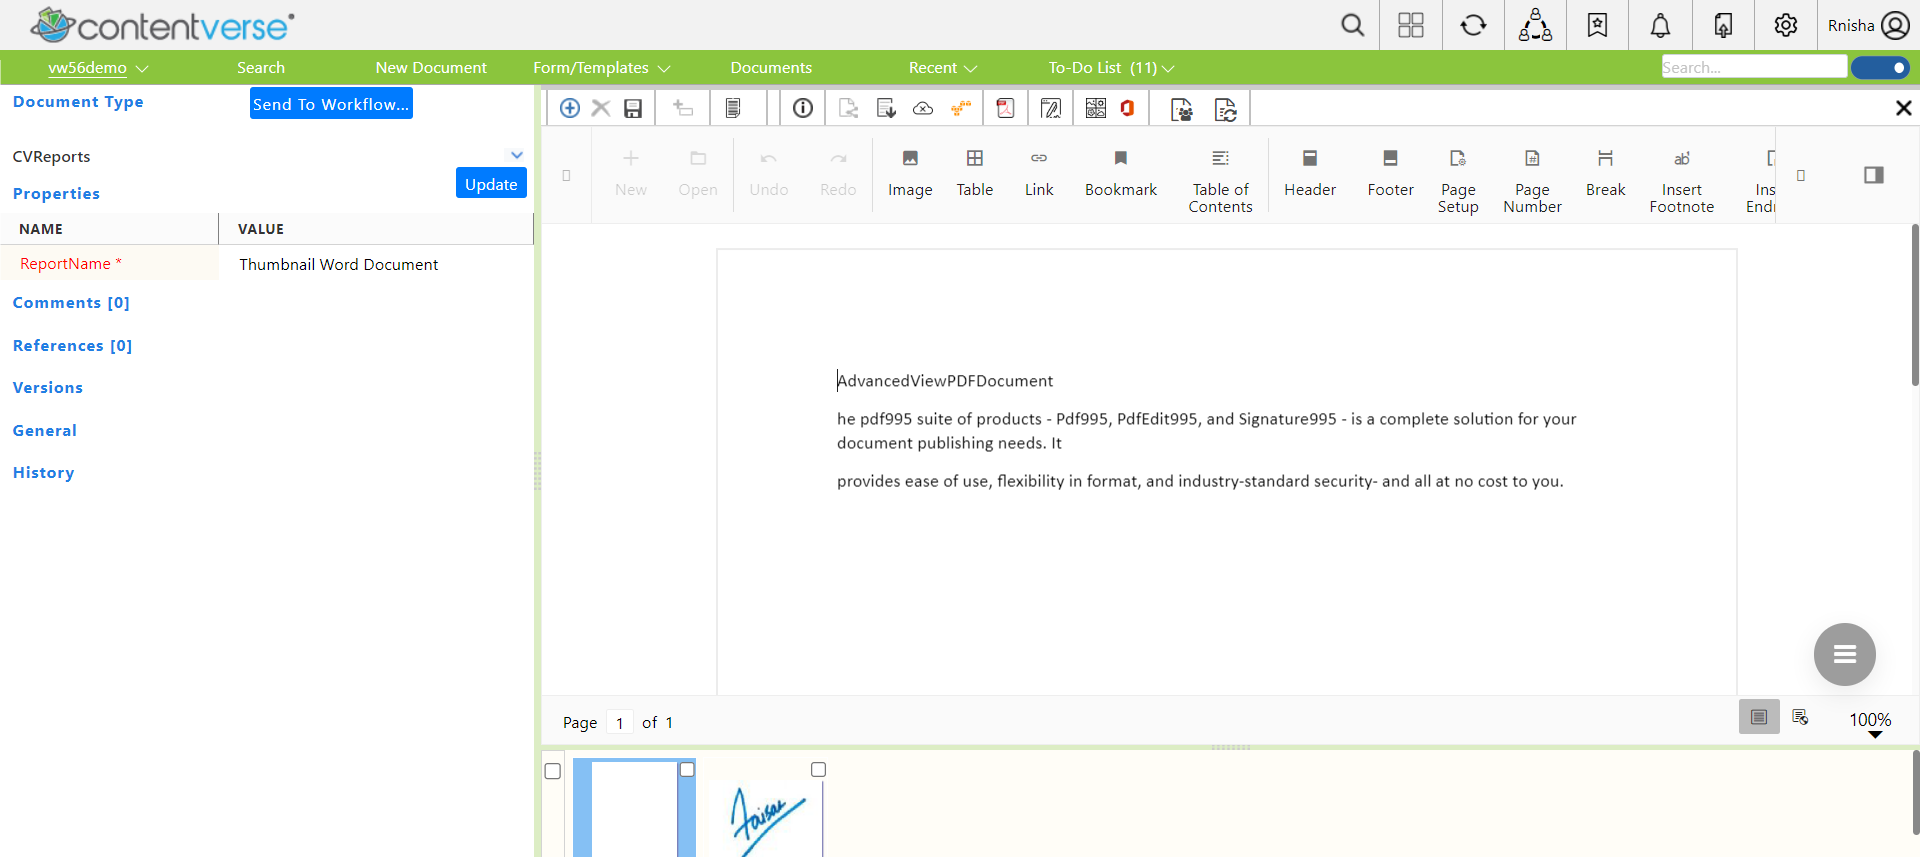 contentverse
Rnisha
vw56demo
Search
New Document
Form/Templates
Documents
Recent
To-Do List (11)
Search...
Document Type
Send To Workflow...
CVReports
Properties
Update
NAME
VALUE
ReportName *
Thumbnail Word Document
Comments [0]
References [0]
Versions
General
History
New
Open
Undo
Redo
Image
Table
Link
Bookmark
Table of
Contents
Header
Footer
Page
Setup
Page
Number
Break
Insert
Footnote
Ins
End
AdvancedViewPDFDocument
he pdf995 suite of products - Pdf995, PdfEdit995, and Signature995 - is a complete solution for your
document publishing needs. It
provides ease of use, flexibility in format, and industry-standard security- and all at no cost to you.
Page 1 of 1
100%
Faisal